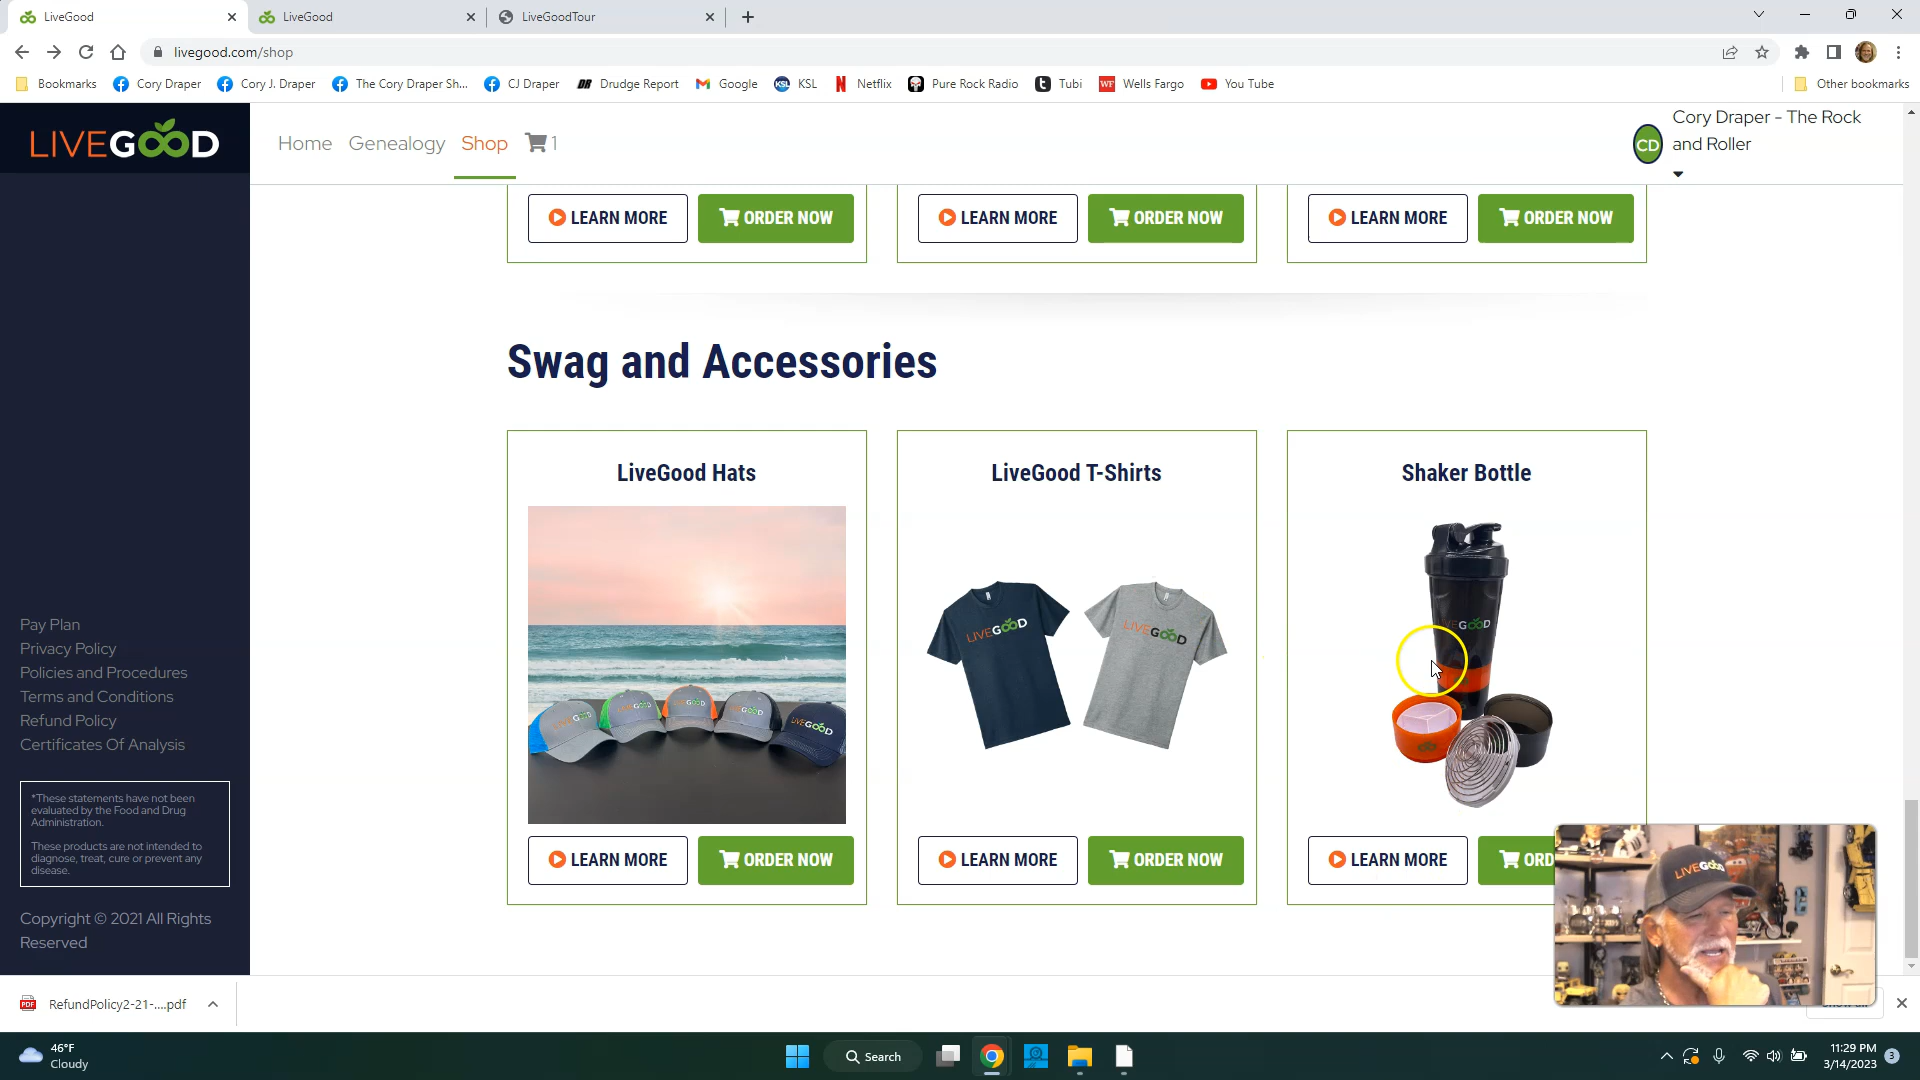 LiveGood
LiveGood
LiveGoodTour
livegood.com/shop
Bookmarks
Cory Draper
Cory J. Draper
The Cory Draper Sh...
CJ Draper
DR Drudge Report
Google
KSL KSL
Netflix
Pure Rock Radio
Tubi
WF Wells Fargo
You Tube
Other bookmarks
LIVEGOOD
Home
Genealogy
Shop
1
CD
Cory Draper - The Rock
and Roller
LEARN MORE
ORDER NOW
LEARN MORE
ORDER NOW
LEARN MORE
ORDER NOW
Swag and Accessories
LiveGood Hats
LiveGood T-Shirts
Shaker Bottle
LIVEGOOD
LIVEGOOD
LIVEGOOD
LEARN MORE
ORDER NOW
LEARN MORE
ORDER NOW
LEARN MORE
ORD
LIVEGOOD
Pay Plan
Privacy Policy
Policies and Procedures
Terms and Conditions
Refund Policy
Certificates Of Analysis
*These statements have not been
evaluated by the Food and Drug
Administration.
These products are not intended to
diagnose, treat, cure or prevent any
disease.
Copyright © 2021 All Rights
Reserved
PDF
RefundPolicy2-21-....pdf
46°F
Cloudy
Search
11:29 PM
3/14/2023
3